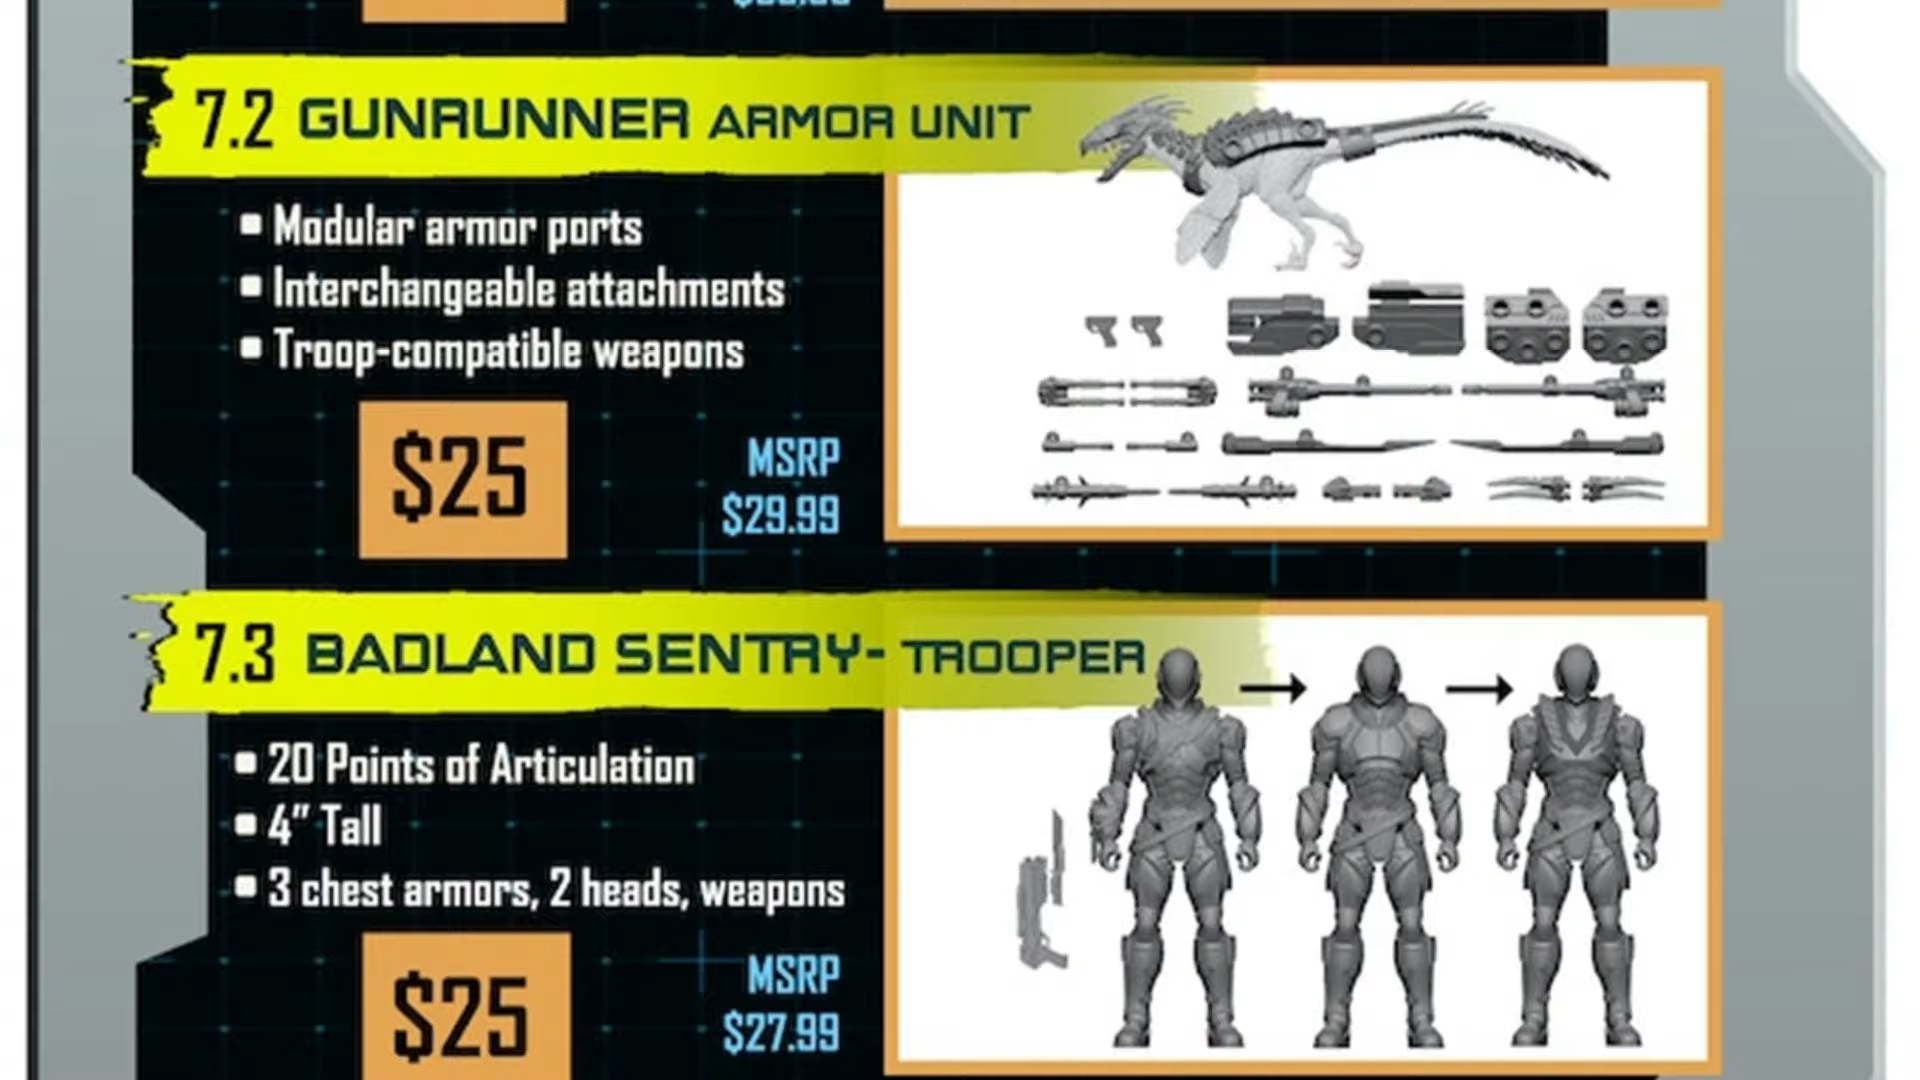 7.2 GUNRUNNER ARMOR UNIT
Modular armor ports
Interchangeable attachments
Troop-compatible weapons
$25
MSRP
$29.99
7.3 BADLAND SENTRY- TROOPER
20 Points of Articulation
4" Tall
3 chest armors, 2 heads, weapons
$25
MSRP
$27.99